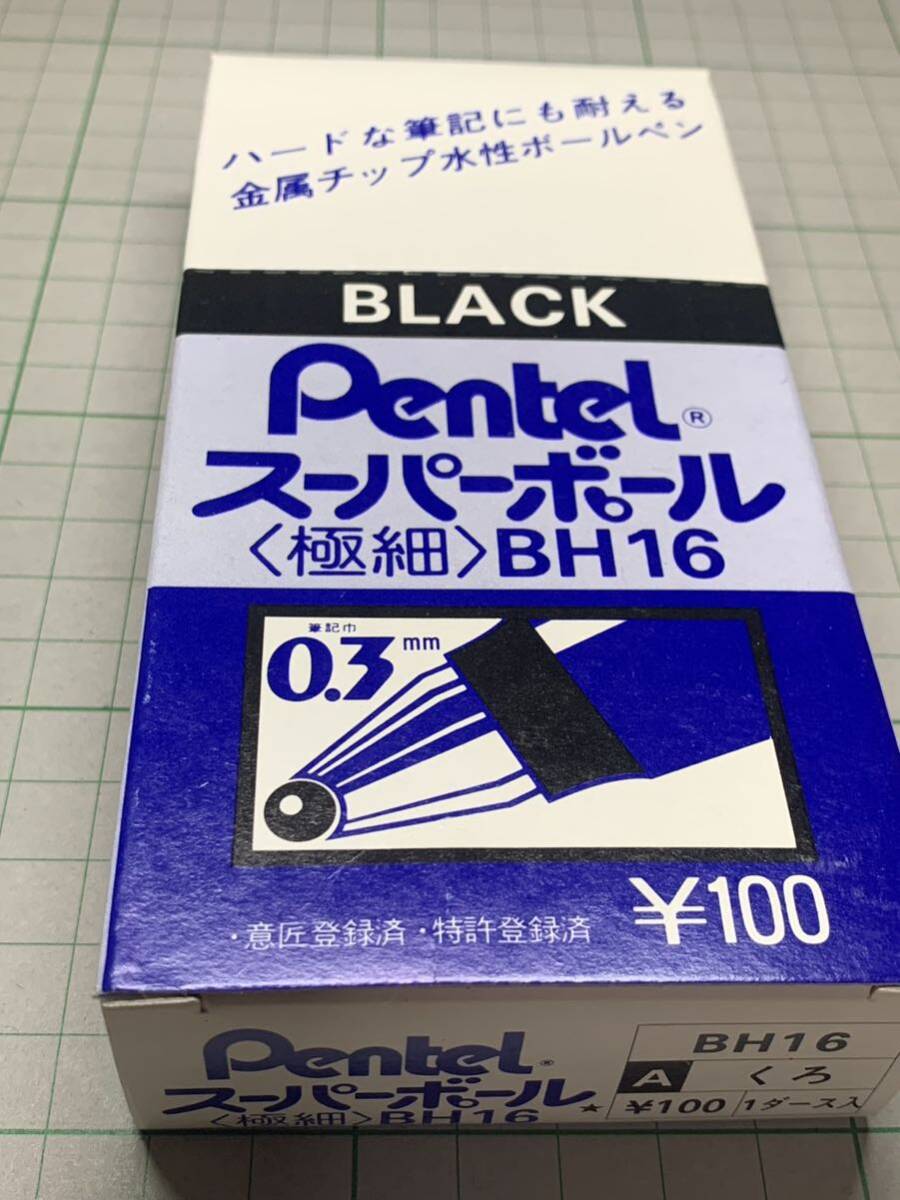 ハードな筆記にも耐える
金属チップ水性ボールペン
BLACK
Pentel®
スーパーボール
〈極細〉BH16
筆記巾
0.3mm
・意匠登録済・特許登録済
¥100
Pentel®
スーパーボール
〈極細〉BH16
★
BH16
A くろ
¥100 1ダース入